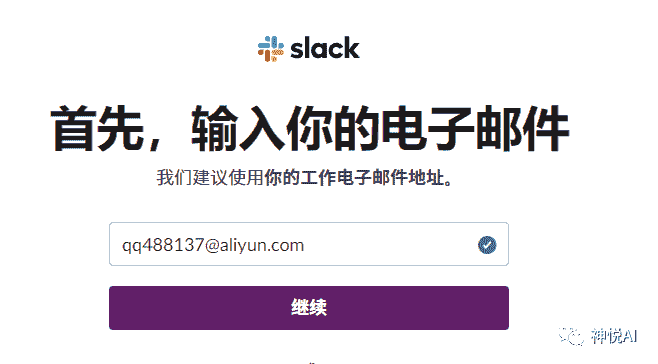 slack
首先，输入你的电子邮件
我们建议使用你的工作电子邮件地址。
qq488137@aliyun.com
继续
神悦AI